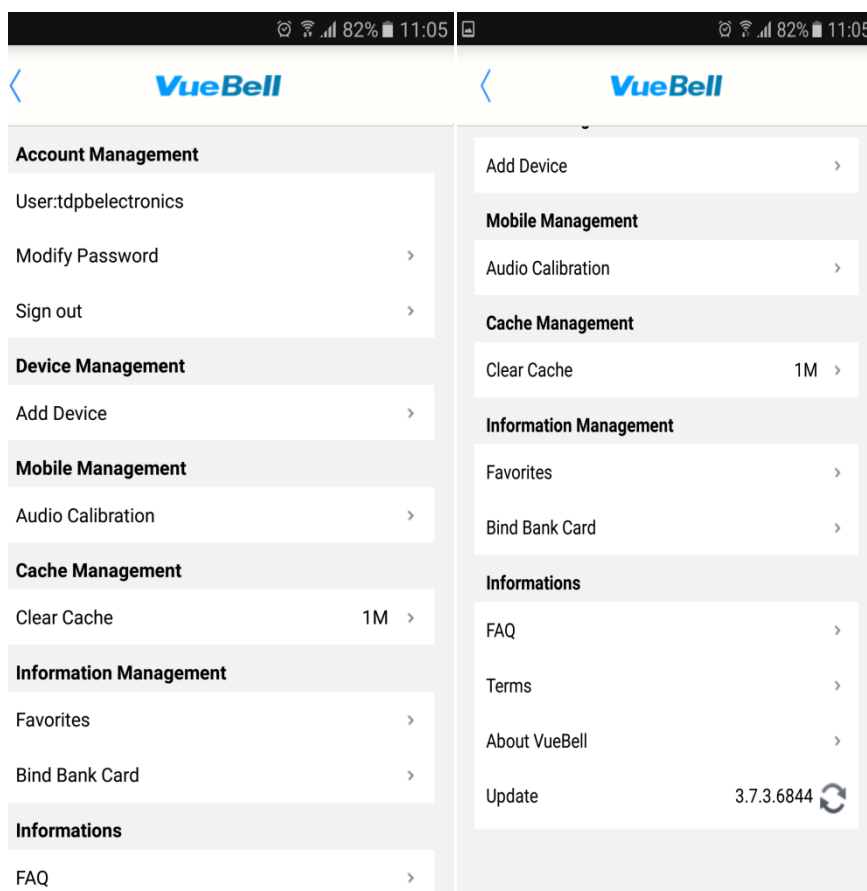 82% 11:05
VueBell
Account Management
User:tdpbelectronics
Modify Password
Sign out
Device Management
Add Device
Mobile Management
Audio Calibration
Cache Management
Clear Cache 1M
Information Management
Favorites
Bind Bank Card
Informations
FAQ
82% 11:05
VueBell
Add Device
Mobile Management
Audio Calibration
Cache Management
Clear Cache 1M
Information Management
Favorites
Bind Bank Card
Informations
FAQ
Terms
About VueBell
Update 3.7.3.6844